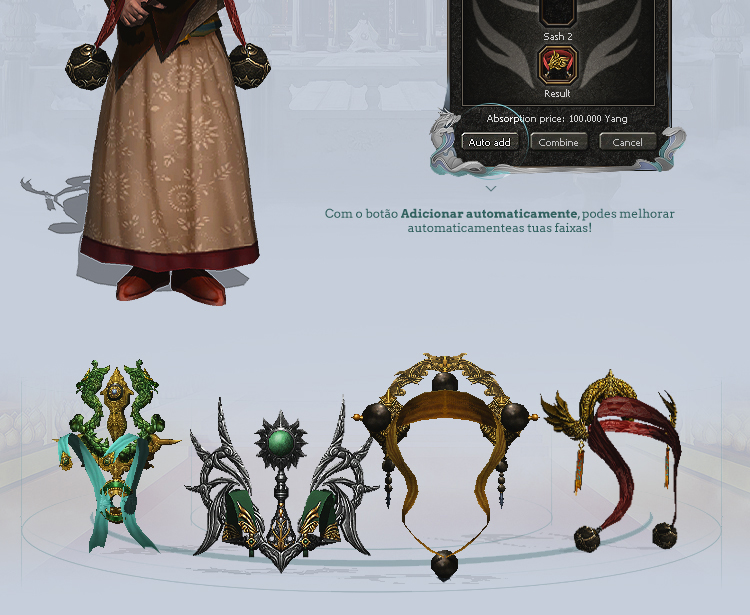 Sash 2
Result
Absorption price: 100.000 Yang
Auto add Combine Cancel
Com o botão Adicionar automaticamente, podes melhorar
automaticamenteas tuas faixas!